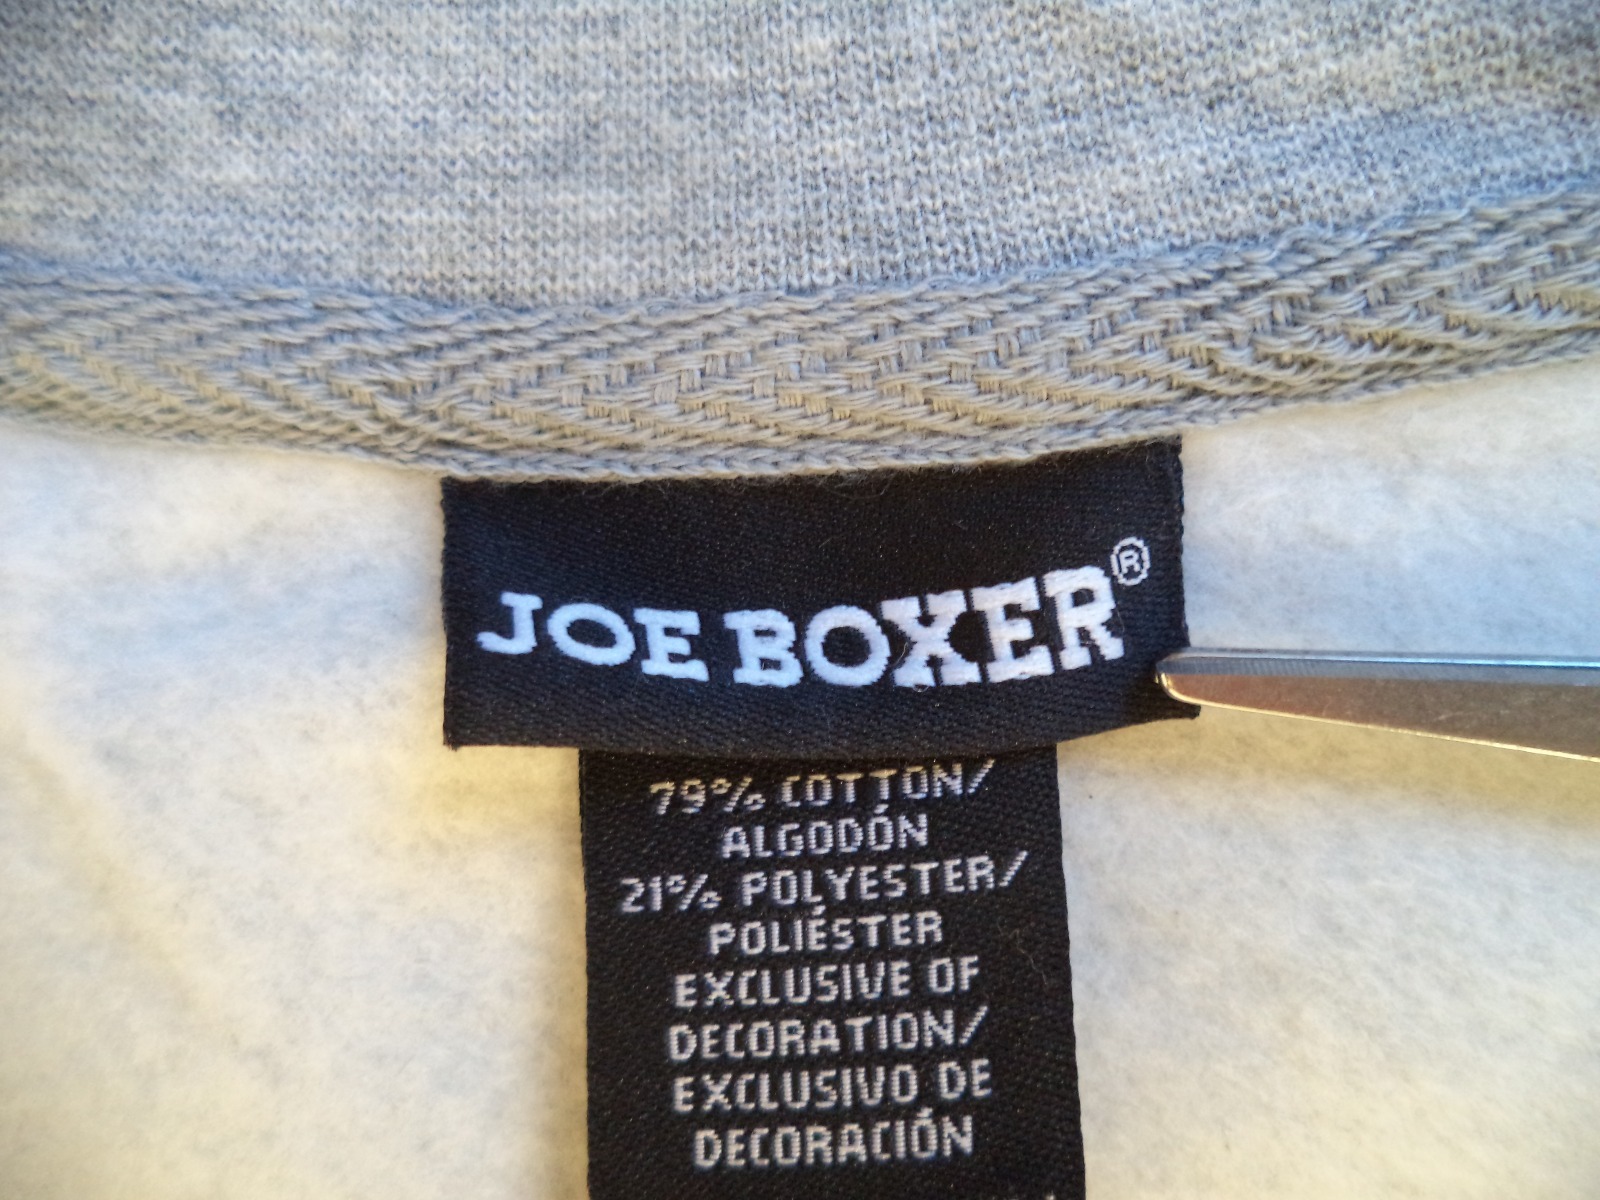 JOE BOXER®
79% COTTON/
ALGODÓN
21% POLYESTER/
POLIÉSTER
EXCLUSIVE OF
DECORATION/
EXCLUSIVO DE
DECORACIÓN